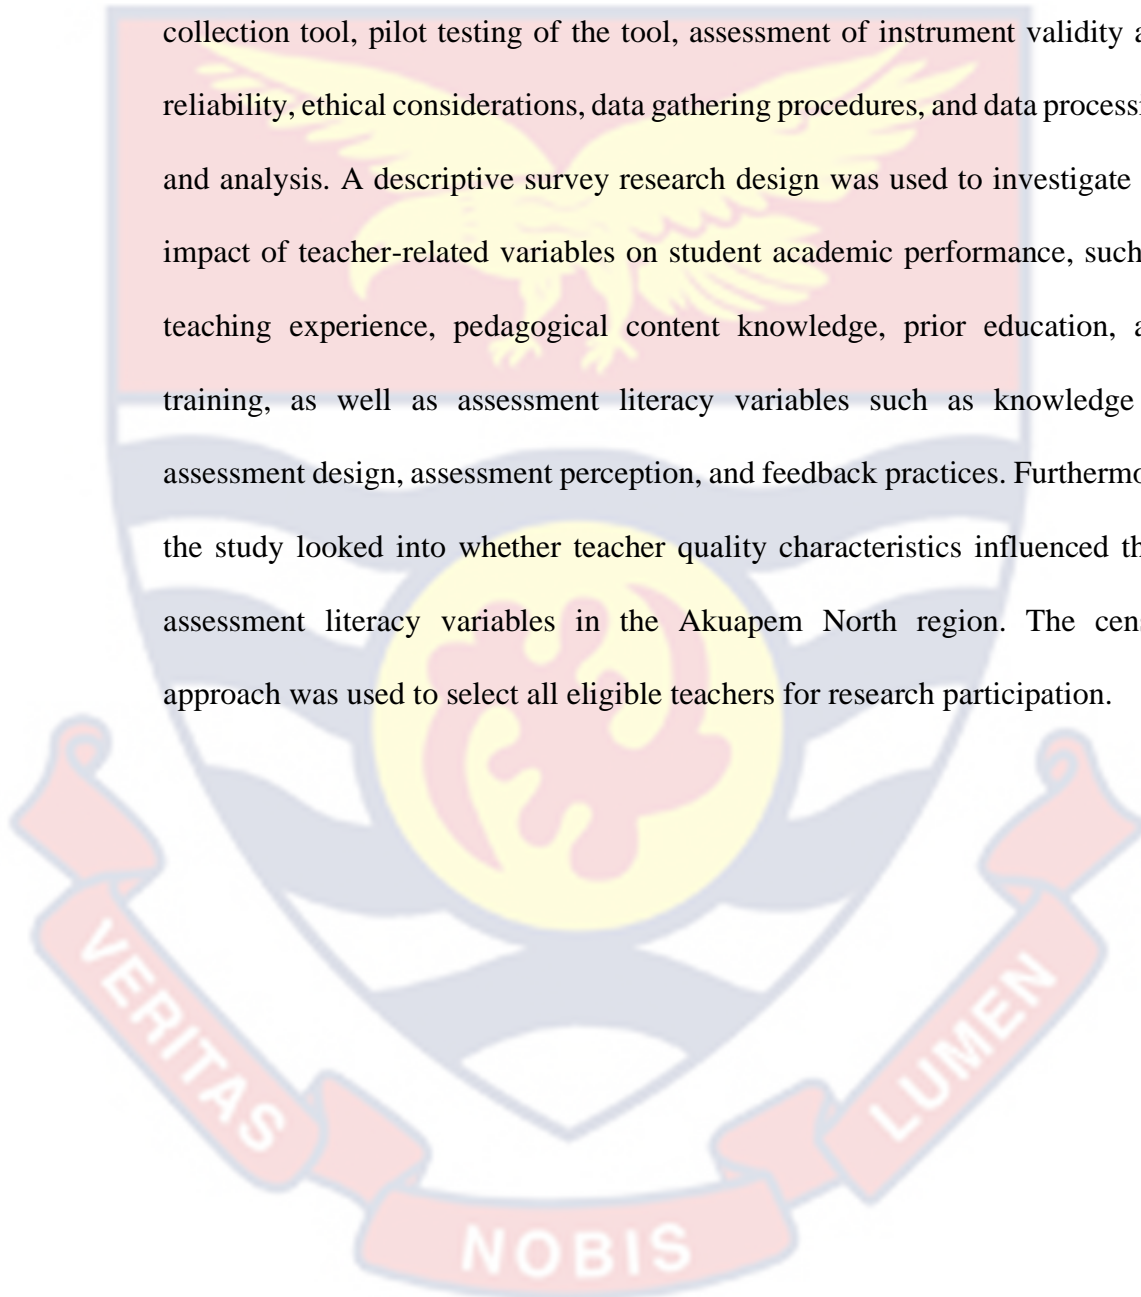 collection tool, pilot testing of the tool, assessment of instrument validity a
reliability, ethical considerations, data gathering procedures, and data process
and analysis. A descriptive survey research design was used to investigate
impact of teacher-related variables on student academic performance, such
teaching experience, pedagogical content knowledge, prior education, a
training, as well as assessment literacy variables such as knowledge
assessment design, assessment perception, and feedback practices. Furthermo
the study looked into whether teacher quality characteristics influenced th
assessment literacy variables in the Akuapem North region. The cens
approach was used to select all eligible teachers for research participation.
VERITAS
NOBIS
LUMEN